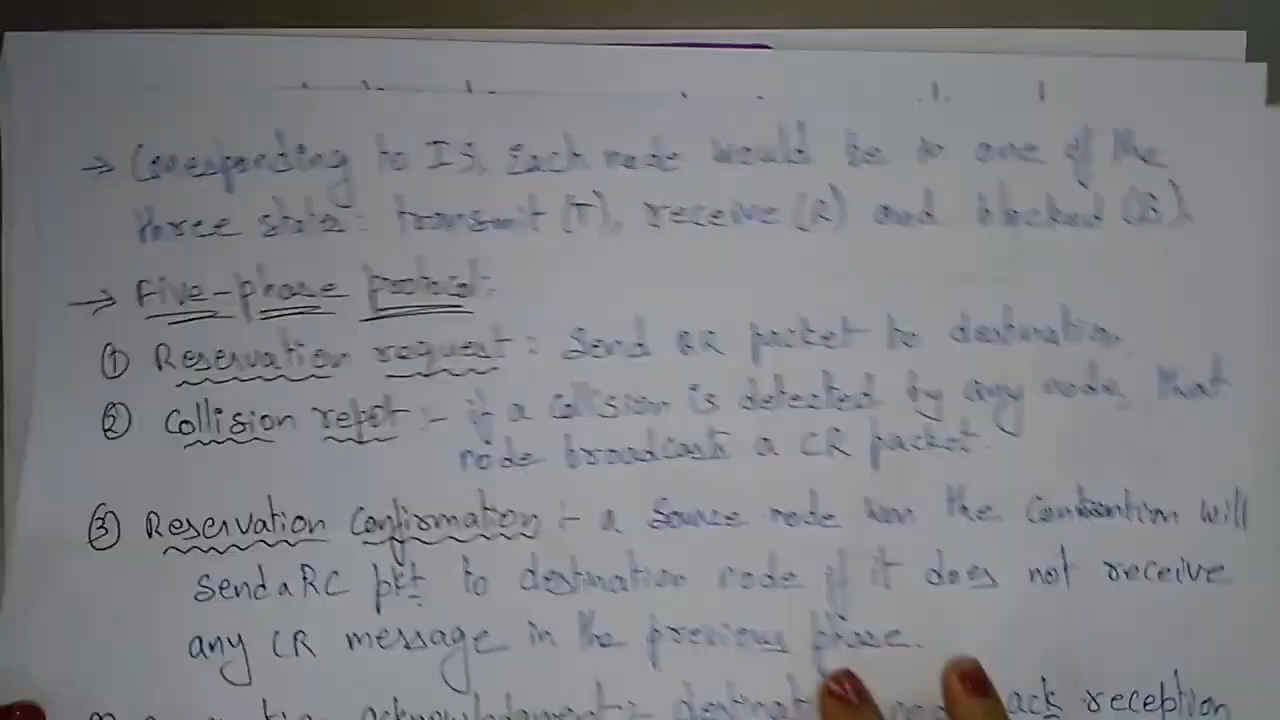 → Corresponding to IS, Each node would be in one of the
three state: transmit (T), receive (R) and blocked (B).
→ Five-phase protocol:
① Reservation request: Send RR packet to destination.
② Collision repot :- if a collision is detected by any node, that
node broadcasts a CR packet.
③ Reservation Confirmation :- a source node won the contention will
send a RC pkt to destination node if it does not receive
any CR message in the previous phase.
acknowledgment:- ack reception